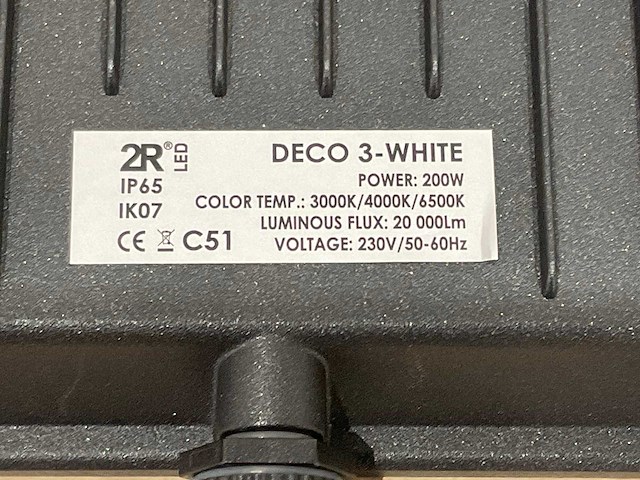 2R® LED
DECO 3-WHITE
IP65
POWER: 200W
IK07
COLOR TEMP.: 3000K/4000K/6500K
LUMINOUS FLUX: 20 000Lm
CE C51
VOLTAGE: 230V/50-60Hz